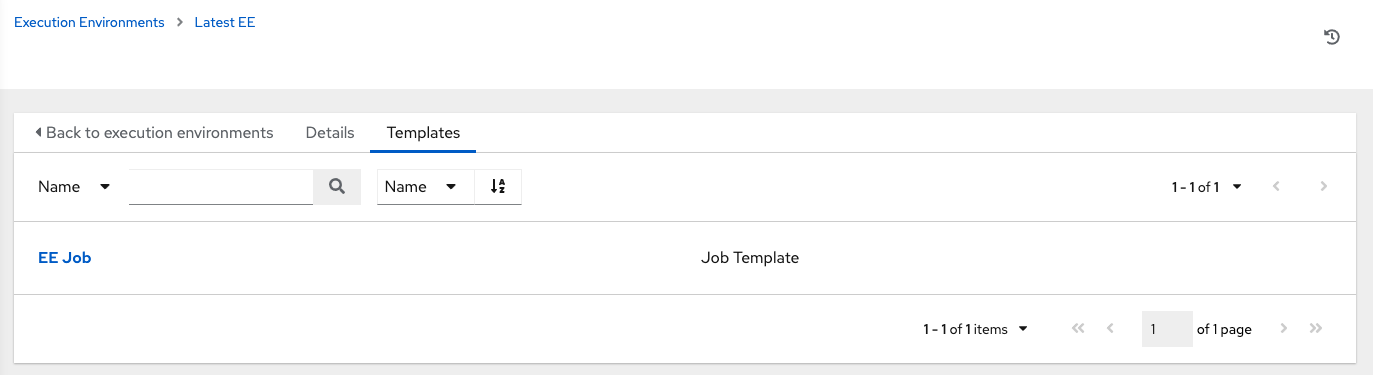 Execution Environments > Latest EE
Back to execution environments Details Templates
Name Name 1 - 1 of 1
EE Job Job Template
1 - 1 of 1 items 1 of 1 page